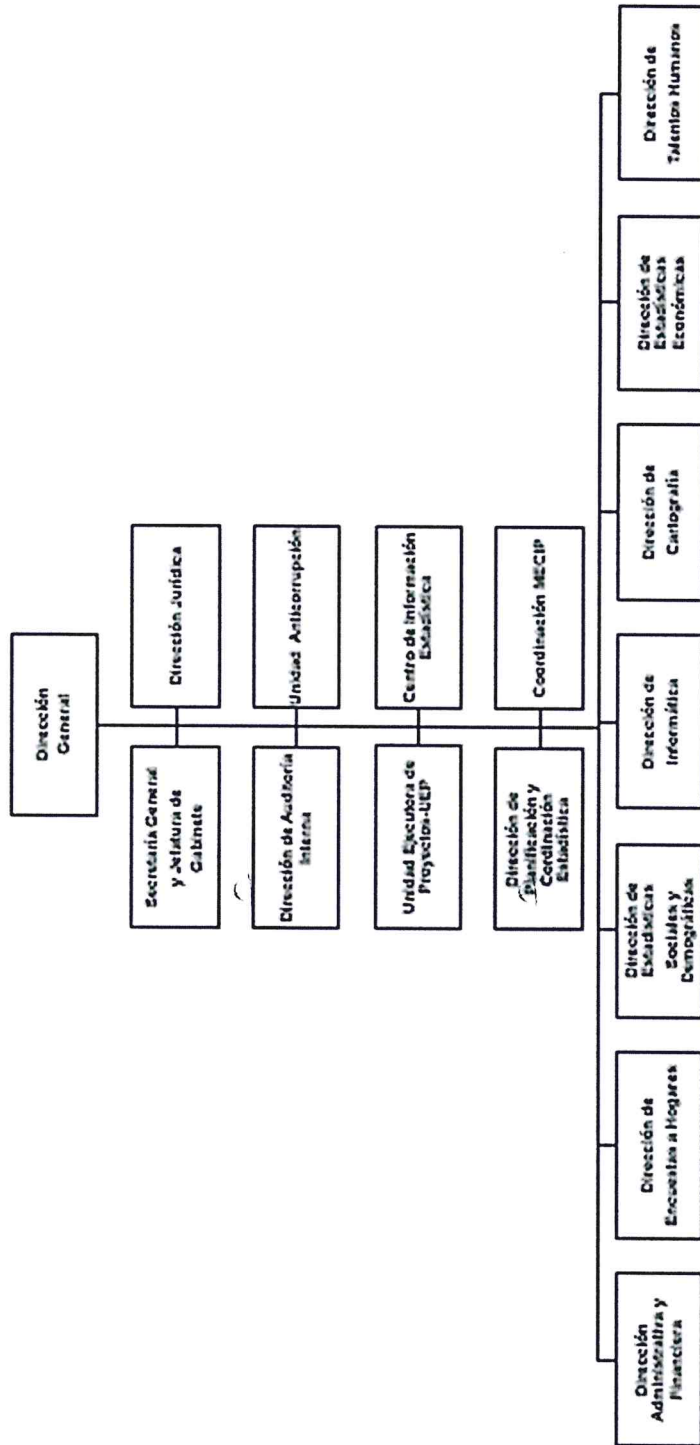 Dirección
General
Secretaría General
y Jefatura de
Gabinete
Dirección Jurídica
Dirección de Auditoría
Interna
Unidad Anticorrupción
Unidad Ejecutora de
Proyectos-UEP
Centro de Información
Estadística
Dirección de
Planificación y
Cordinación
Estadística
Coordinación MECIP
Dirección
Administrativa y
Financiera
Dirección de
Encuestas a Hogares
Dirección de
Estadísticas
Sociales y
Demográficas
Dirección de
Informática
Dirección de
Cartografía
Dirección de
Estadísticas
Económicas
Dirección de
Talentos Humanos